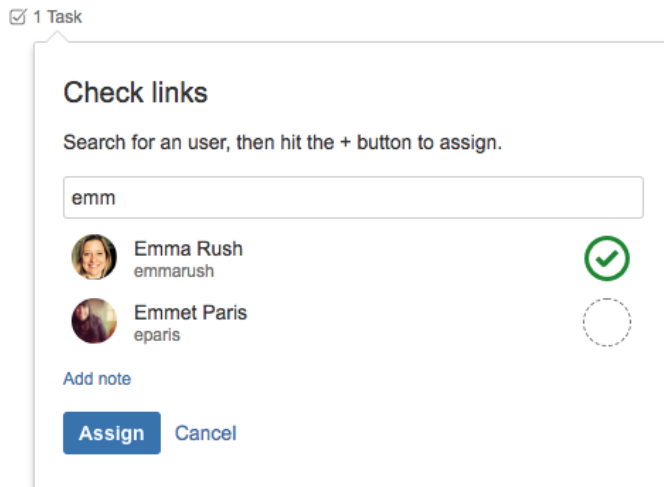 1 Task
Check links
Search for an user, then hit the + button to assign.
emm
Emma Rush
emmarush
Emmet Paris
eparis
Add note
Assign Cancel